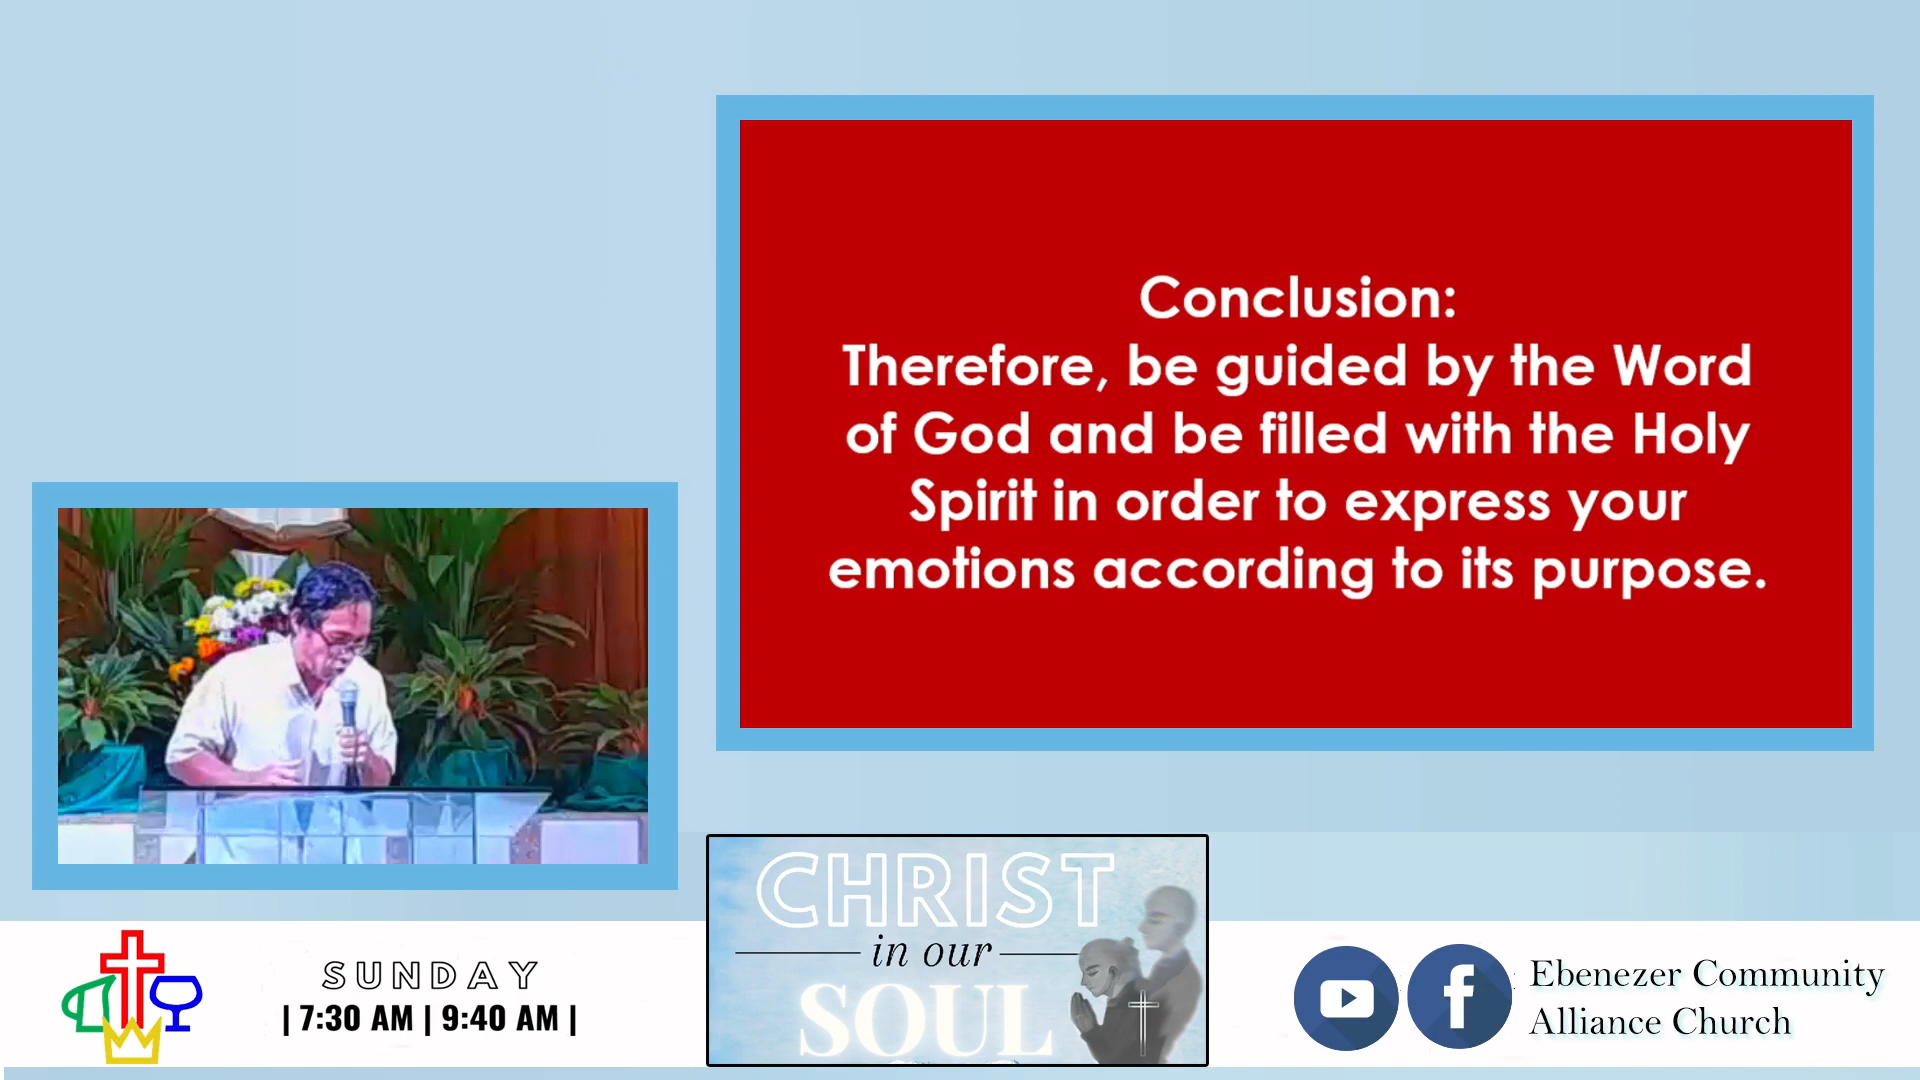 Conclusion:
Therefore, be guided by the Word
of God and be filled with the Holy
Spirit in order to express your
emotions according to its purpose.
SUNDAY
| 7:30 AM | 9:40 AM |
CHRIST
in our
SOUL
Ebenezer Community
Alliance Church